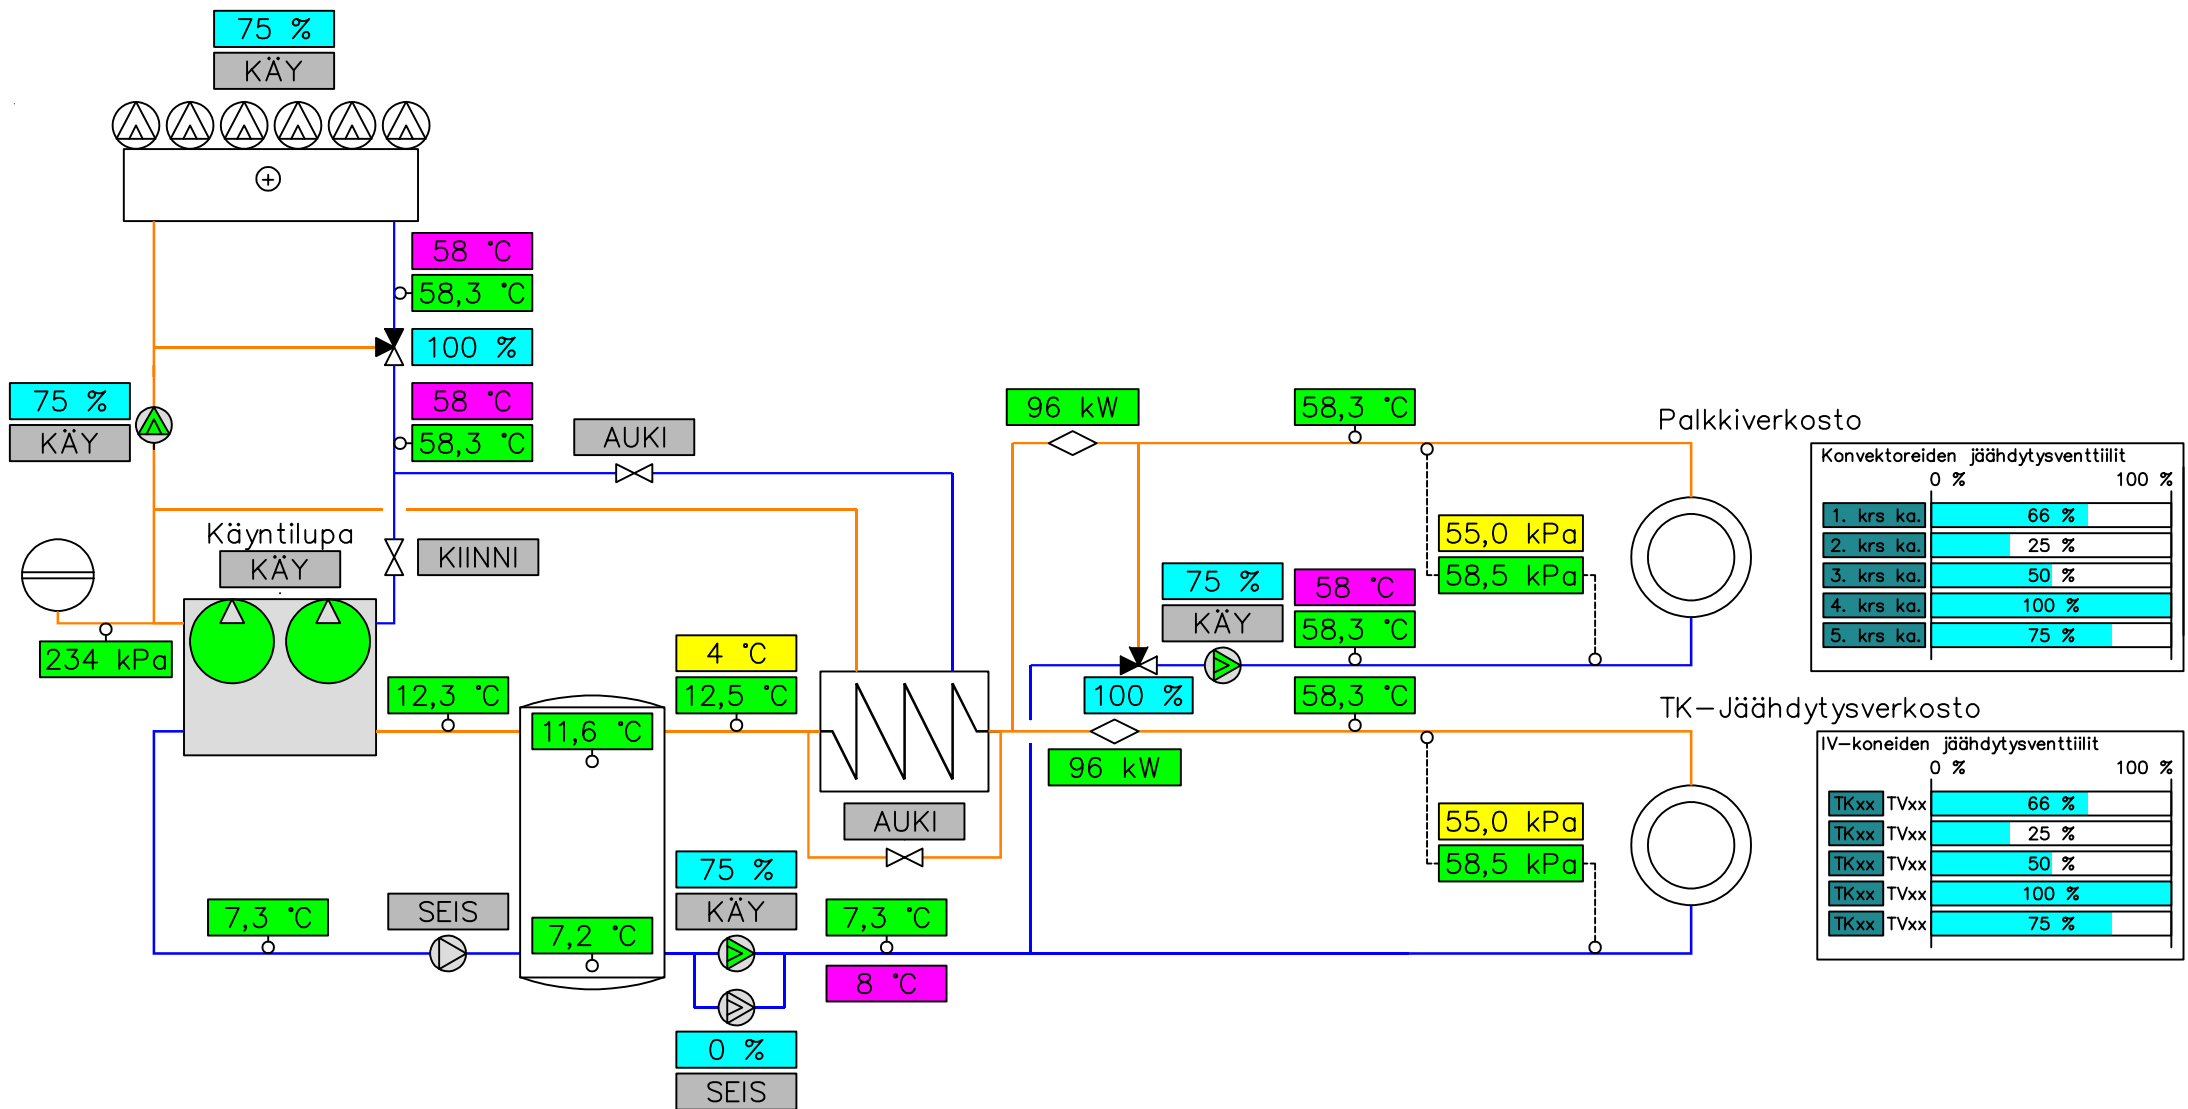 75 %
KÄY
58 °C
58,3 °C
100 %
75 %
KÄY
58 °C
58,3 °C
AUKI
96 kW
58,3 °C
Palkkiverkosto
Konvektoreiden jäähdytysventtiilit
0 % 100 %
1. krs ka. 66 %
2. krs ka. 25 %
3. krs ka. 50 %
4. krs ka. 100 %
5. krs ka. 75 %
Käyntilupa
KÄY
KIINNI
55,0 kPa
58,5 kPa
75 %
KÄY
58 °C
58,3 °C
234 kPa
4 °C
12,5 °C
12,3 °C
11,6 °C
100 %
58,3 °C
TK-Jäähdytysverkosto
IV-koneiden jäähdytysventtiilit
0 % 100 %
TKxx TVxx 66 %
TKxx TVxx 25 %
TKxx TVxx 50 %
TKxx TVxx 100 %
TKxx TVxx 75 %
96 kW
AUKI
55,0 kPa
58,5 kPa
75 %
KÄY
7,3 °C
SEIS
7,2 °C
7,3 °C
8 °C
0 %
SEIS